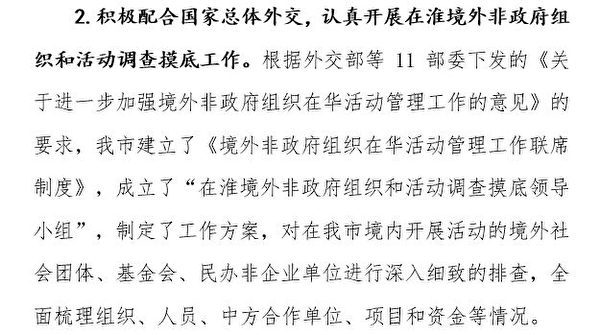 2. 积极配合国家总体外交，认真开展在淮境外非政府组
织和活动调查摸底工作。根据外交部等 11 部委下发的《关
于进一步加强境外非政府组织在华活动管理工作的意见》的
要求，我市建立了《境外非政府组织在华活动管理工作联席
制度》，成立了“在淮境外非政府组织和活动调查摸底领导
小组”，制定了工作方案，对在我市境内开展活动的境外社
会团体、基金会、民办非企业单位进行深入细致的排查，全
面梳理组织、人员、中方合作单位、项目和资金等情况。